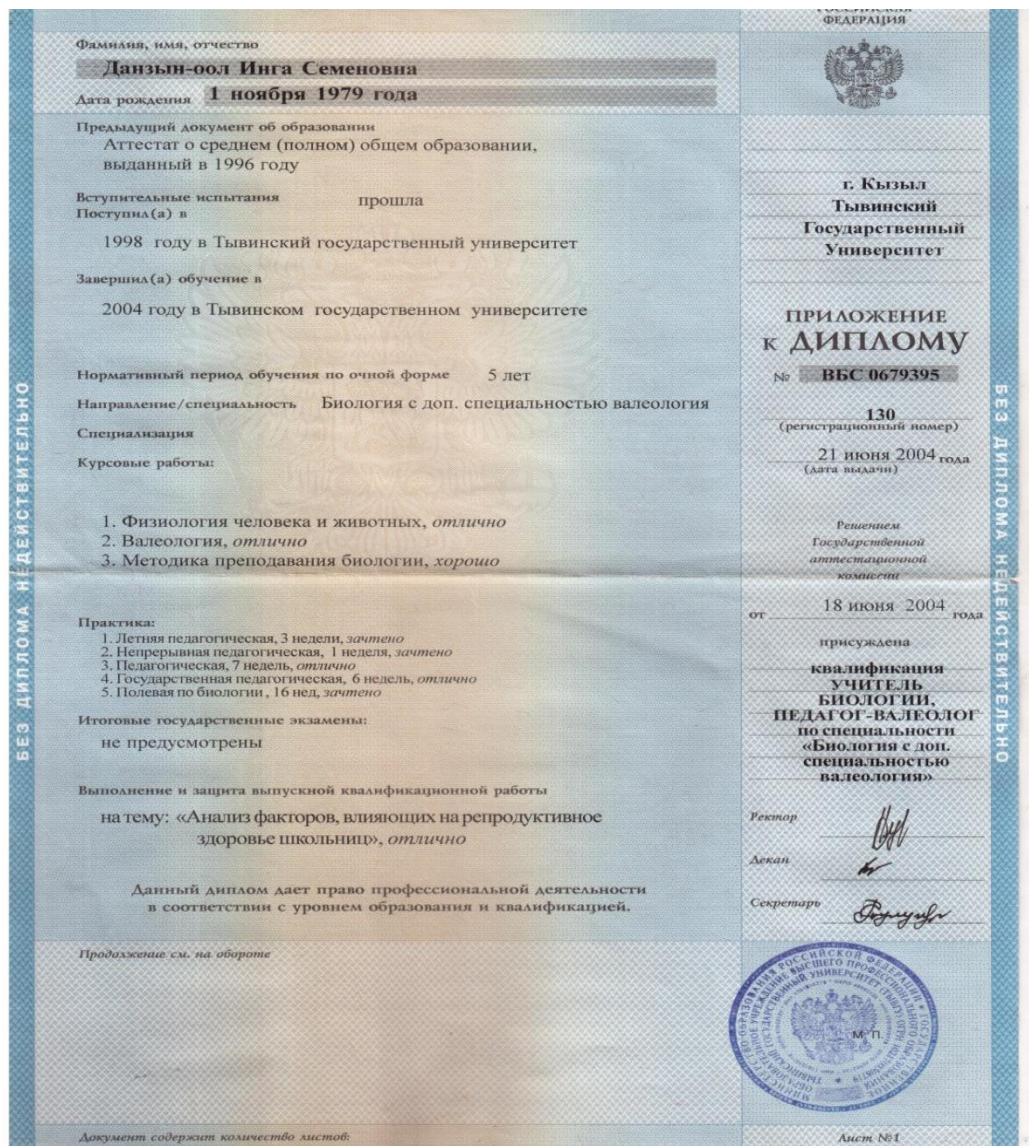 РОССИЙСКАЯ
ФЕДЕРАЦИЯ
Фамилия, имя, отчество
Данзын-оол Инга Семеновна
Дата рождения 1 ноября 1979 года
Предыдущий документ об образовании
Аттестат о среднем (полном) общем образовании,
выданный в 1996 году
Вступительные испытания прошла
Поступил(а) в
1998 году в Тывинский государственный университет
Завершил(а) обучение в
2004 году в Тывинском государственном университете
Нормативный период обучения по очной форме 5 лет
Направление/специальность Биология с доп. специальностью валеология
Специализация
Курсовые работы:
1. Физиология человека и животных, отлично
2. Валеология, отлично
3. Методика преподавания биологии, хорошо
Практика:
1. Летняя педагогическая, 3 недели, зачтено
2. Непрерывная педагогическая, 1 неделя, зачтено
3. Педагогическая, 7 недель, отлично
4. Государственная педагогическая, 6 недель, отлично
5. Полевая по биологии , 16 нед, зачтено
Итоговые государственные экзамены:
не предусмотрены
Выполнение и защита выпускной квалификационной работы
на тему: «Анализ факторов, влияющих на репродуктивное
здоровье школьниц», отлично
Данный диплом дает право профессиональной деятельности
в соответствии с уровнем образования и квалификацией.
Продолжение см. на обороте
Документ содержит количество листов:
г. Кызыл
Тывинский
Государственный
Университет
ПРИЛОЖЕНИЕ
к ДИПЛОМУ
№ ВБС 0679395
130
(регистрационный номер)
21 июня 2004 года
(дата выдачи)
Решением
Государственной
аттестационной
комиссии
от 18 июня 2004 года
присуждена
квалификация
УЧИТЕЛЬ
БИОЛОГИИ,
ПЕДАГОГ-ВАЛЕОЛОГ
по специальности
«Биология с доп.
специальностью
валеология»
Ректор
Декан
Секретарь
М. П.
Лист №1
БЕЗ ДИПЛОМА НЕДЕЙСТВИТЕЛЬНО
БЕЗ ДИПЛОМА НЕДЕЙСТВИТЕЛЬНО